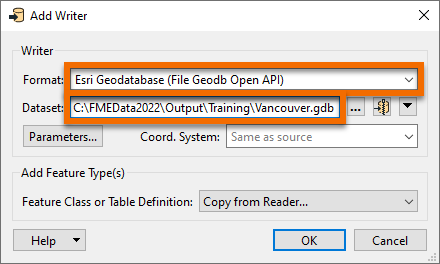 Add Writer
Writer
Format: Esri Geodatabase (File Geodb Open API)
Dataset: C:\FMEData2022\Output\Training\Vancouver.gdb ...
Parameters... Coord. System: Same as source
Add Feature Type(s)
Feature Class or Table Definition: Copy from Reader...
Help OK Cancel